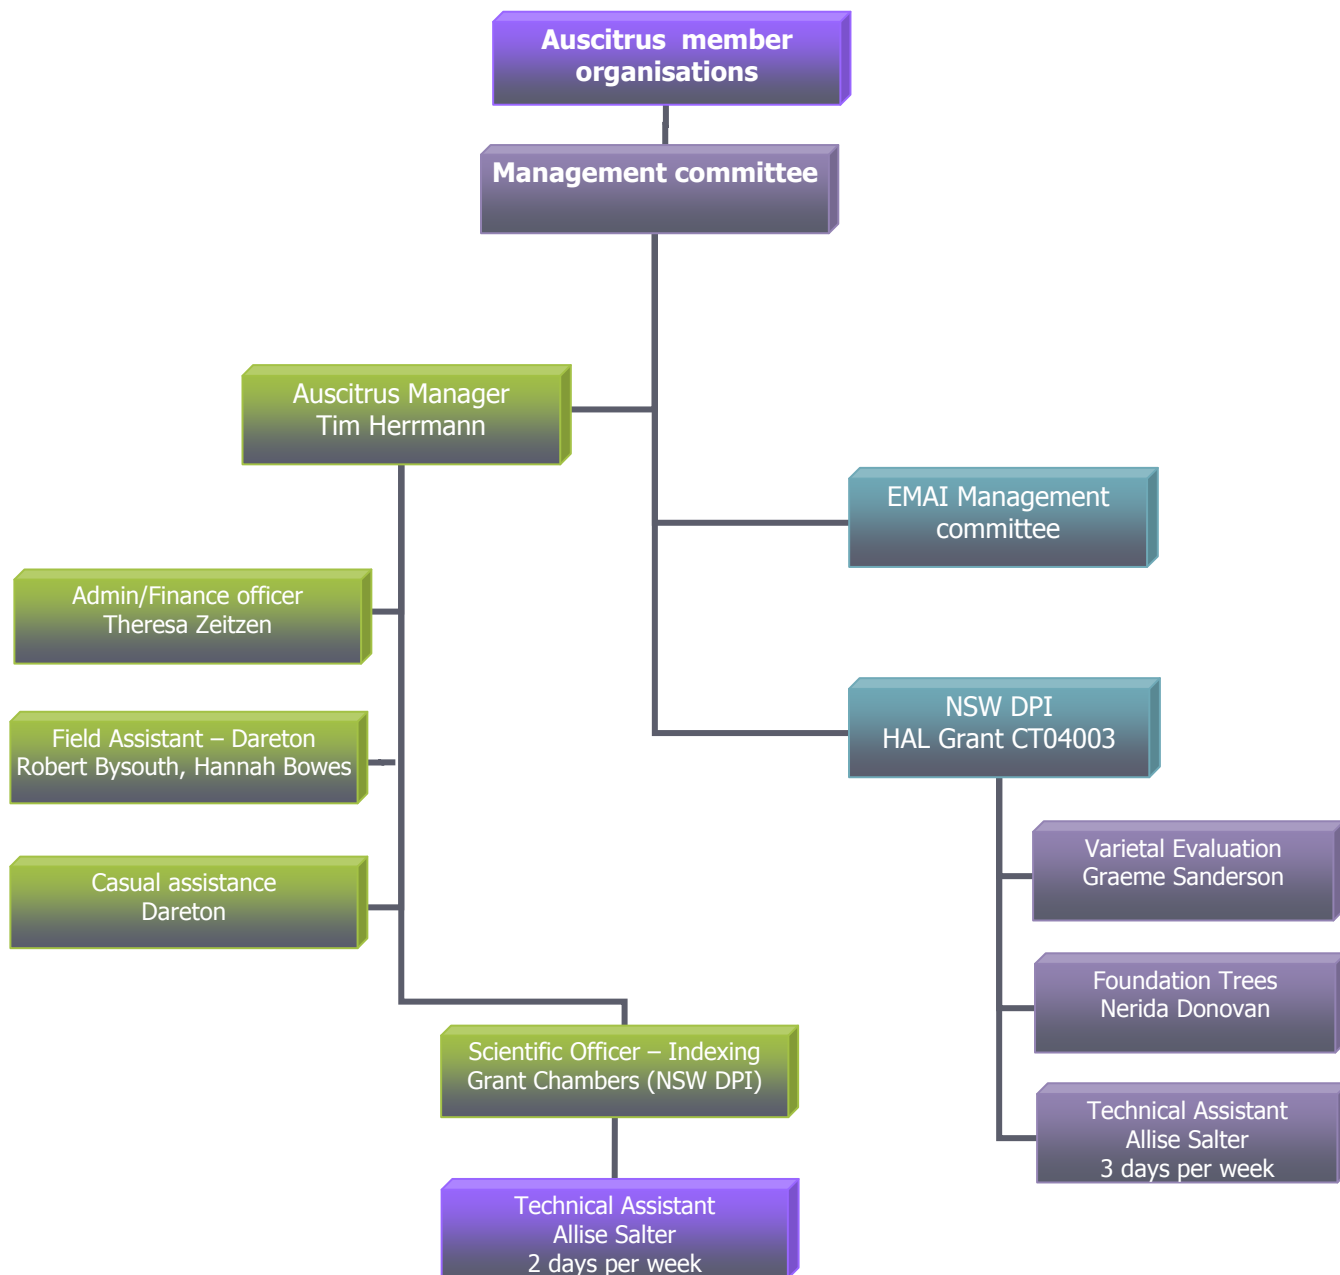 Auscitrus member
organisations
Management committee
Auscitrus Manager
Tim Herrmann
EMAI Management
committee
Admin/Finance officer
Theresa Zeitzen
NSW DPI
HAL Grant CT04003
Field Assistant – Dareton
Robert Bysouth, Hannah Bowes
Varietal Evaluation
Graeme Sanderson
Casual assistance
Dareton
Foundation Trees
Nerida Donovan
Scientific Officer – Indexing
Grant Chambers (NSW DPI)
Technical Assistant
Allise Salter
3 days per week
Technical Assistant
Allise Salter
2 days per week